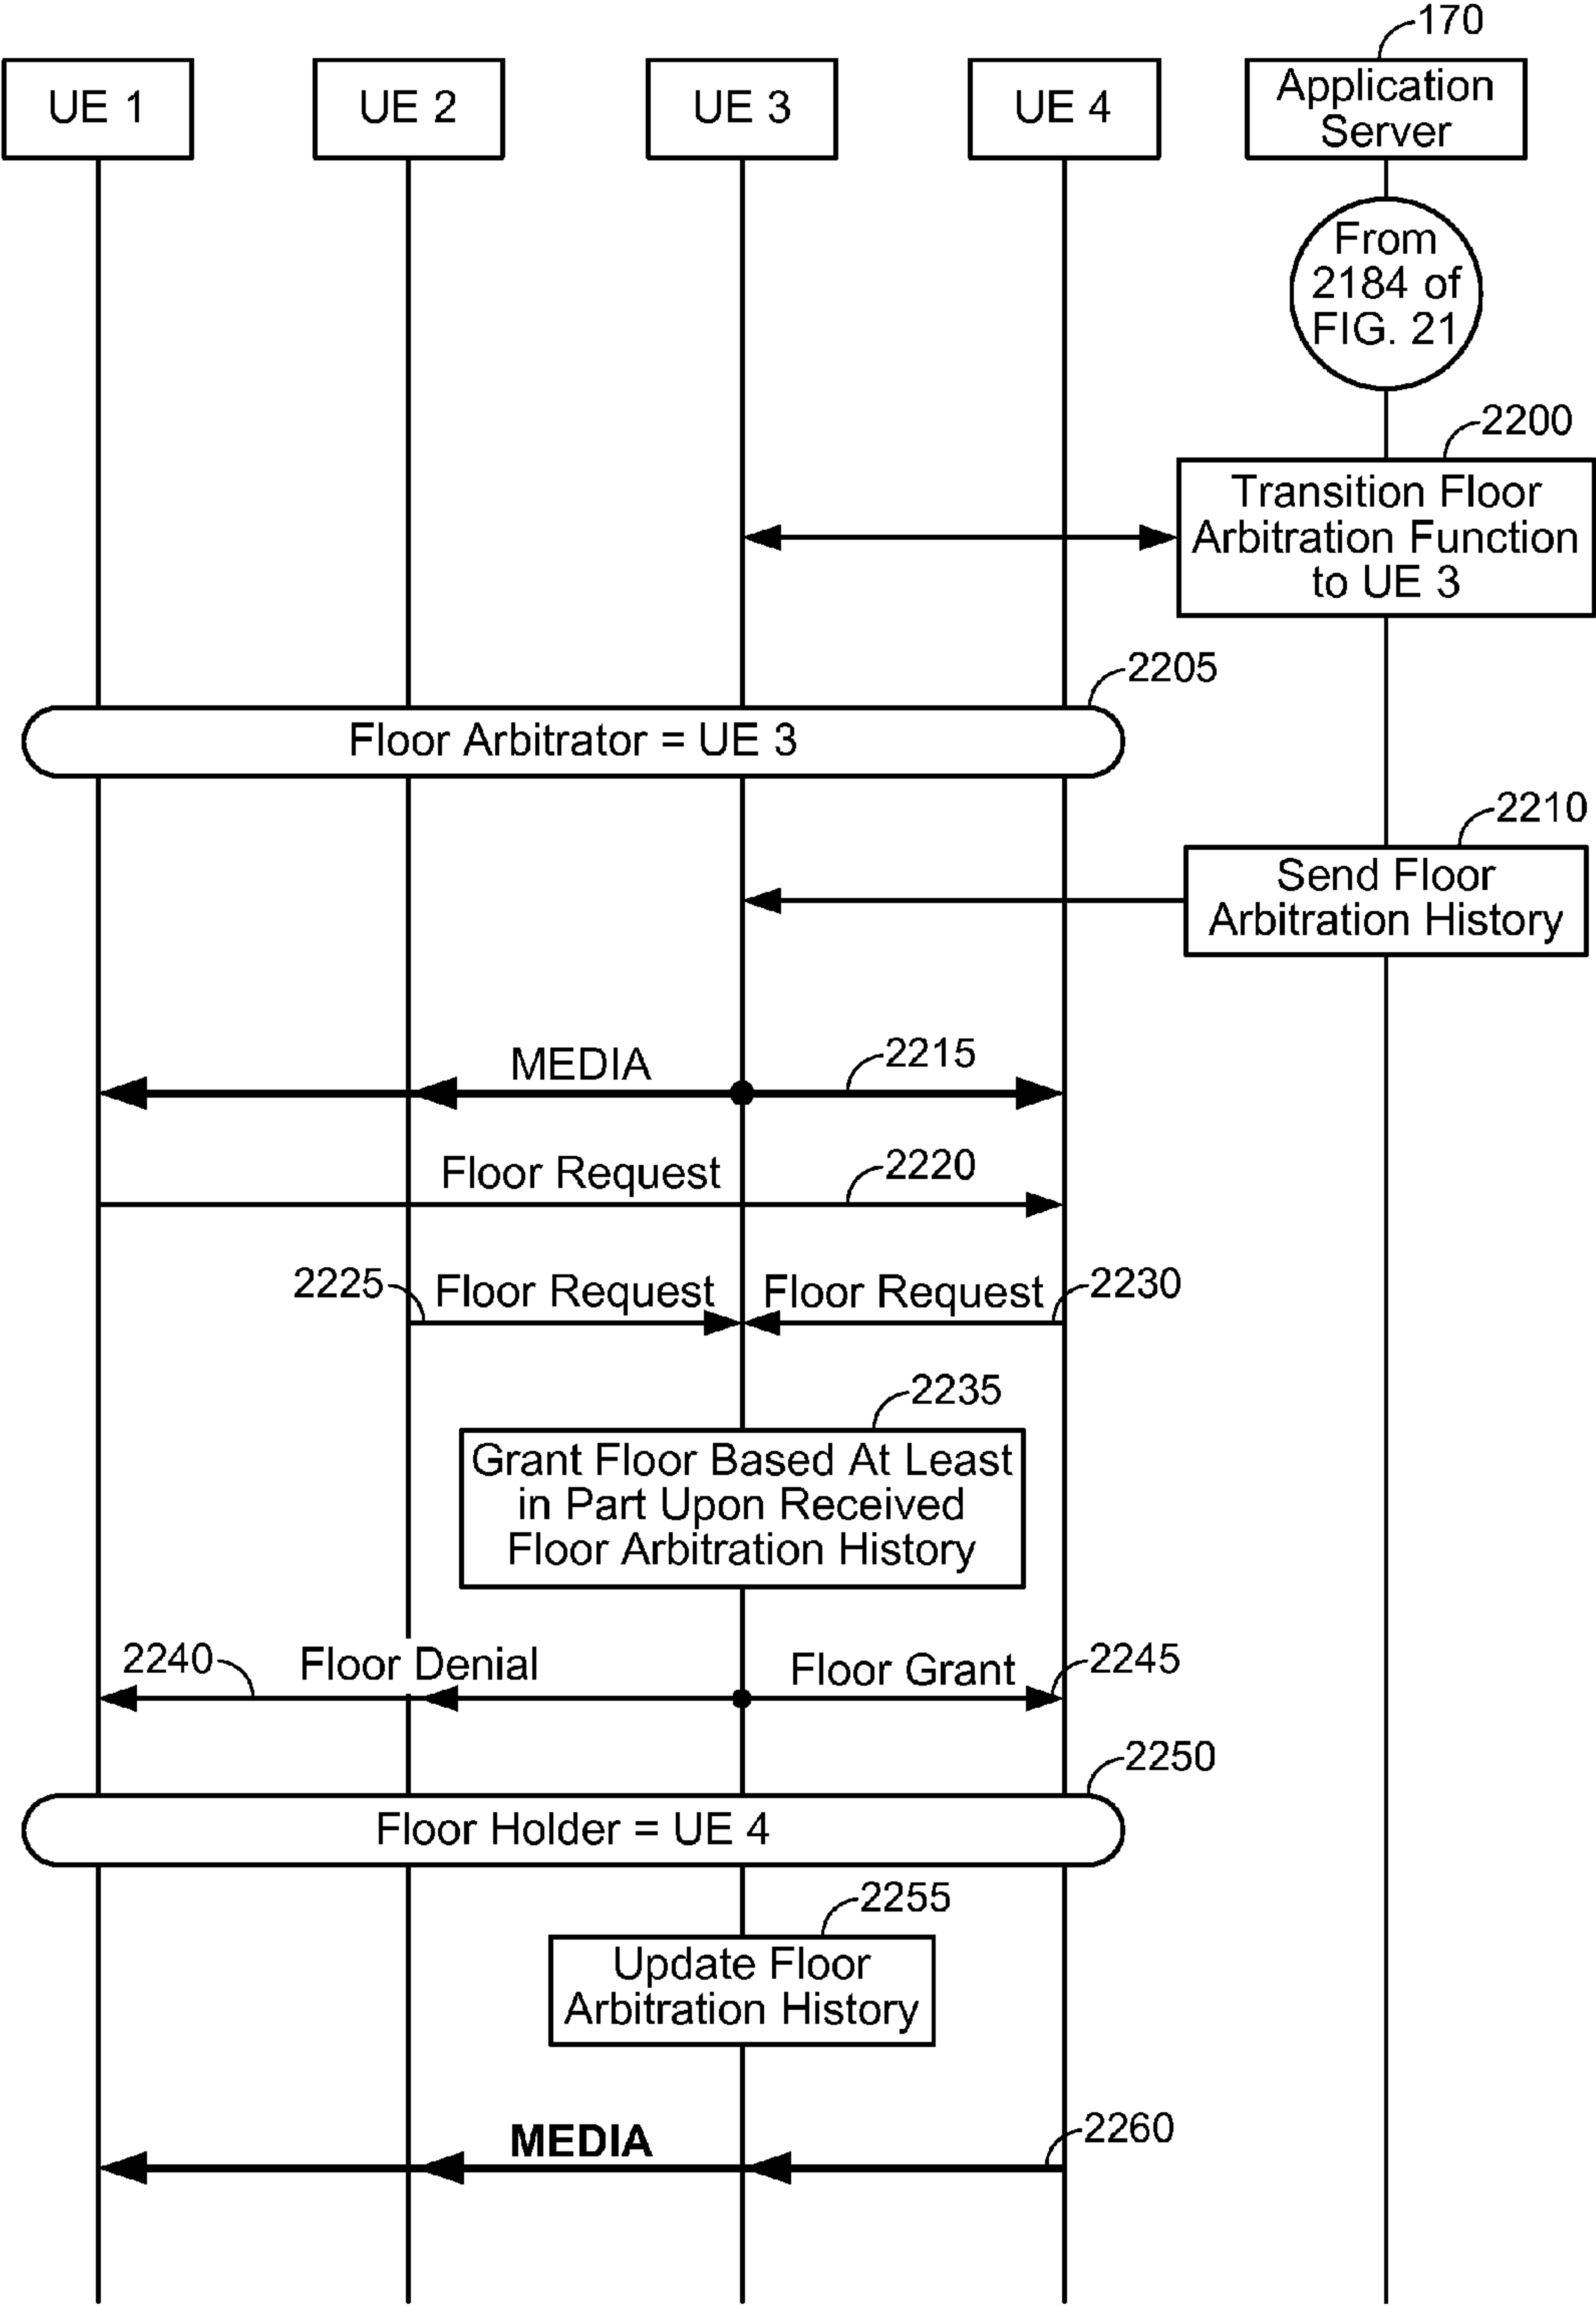 170
UE 1
UE 2
UE 3
UE 4
Application
Server
From
2184 of
FIG. 21
2200
Transition Floor
Arbitration Function
to UE 3
2205
Floor Arbitrator = UE 3
2210
Send Floor
Arbitration History
MEDIA
2215
Floor Request
2220
2225
Floor Request
Floor Request
2230
2235
Grant Floor Based At Least
in Part Upon Received
Floor Arbitration History
2240
Floor Denial
Floor Grant
2245
2250
Floor Holder = UE 4
2255
Update Floor
Arbitration History
MEDIA
2260